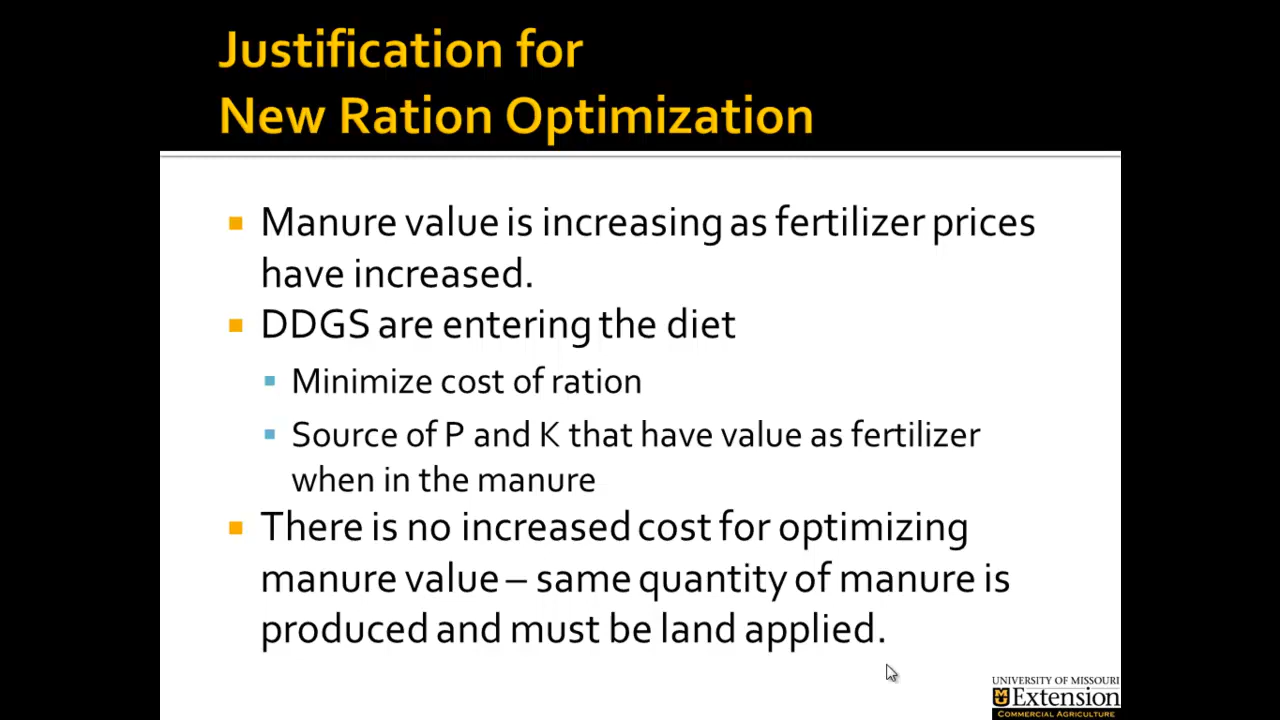 Justification for
New Ration Optimization
Manure value is increasing as fertilizer prices
have increased.
DDGS are entering the diet
Minimize cost of ration
Source of P and K that have value as fertilizer
when in the manure
There is no increased cost for optimizing
manure value – same quantity of manure is
produced and must be land applied.
UNIVERSITY OF MISSOURI
MU Extension
COMMERCIAL AGRICULTURE